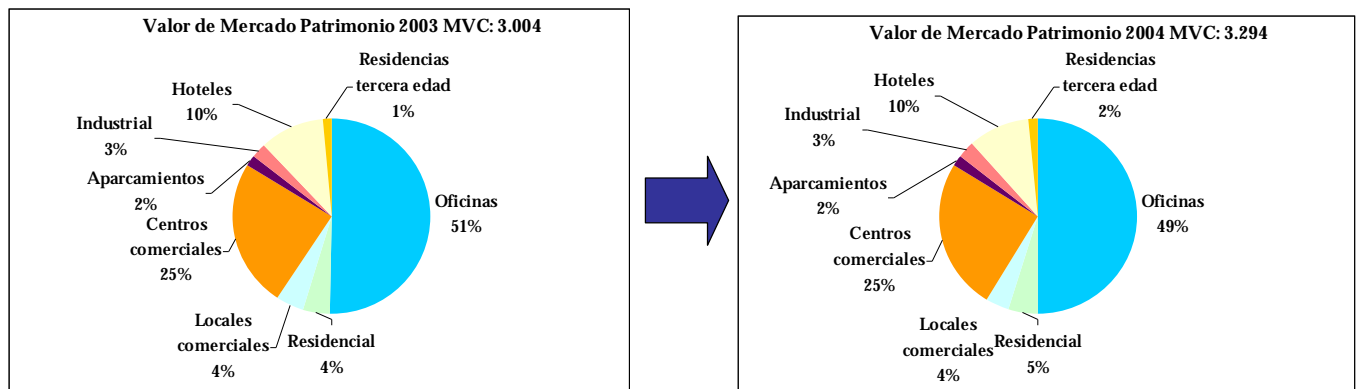 Valor de Mercado Patrimonio 2003 MVC: 3.004
Residencias
tercera edad
1%
Hoteles
10%
Industrial
3%
Aparcamientos
2%
Centros
comerciales
25%
Locales
comerciales
4%
Residencial
4%
Oficinas
51%
Valor de Mercado Patrimonio 2004 MVC: 3.294
Residencias
tercera edad
2%
Hoteles
10%
Industrial
3%
Aparcamientos
2%
Centros
comerciales
25%
Locales
comerciales
4%
Residencial
5%
Oficinas
49%